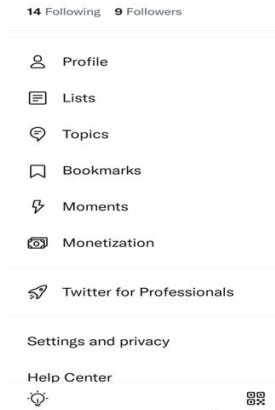 14 Following 9 Followers
Profile
Lists
Topics
Bookmarks
Moments
Monetization
Twitter for Professionals
Settings and privacy
Help Center